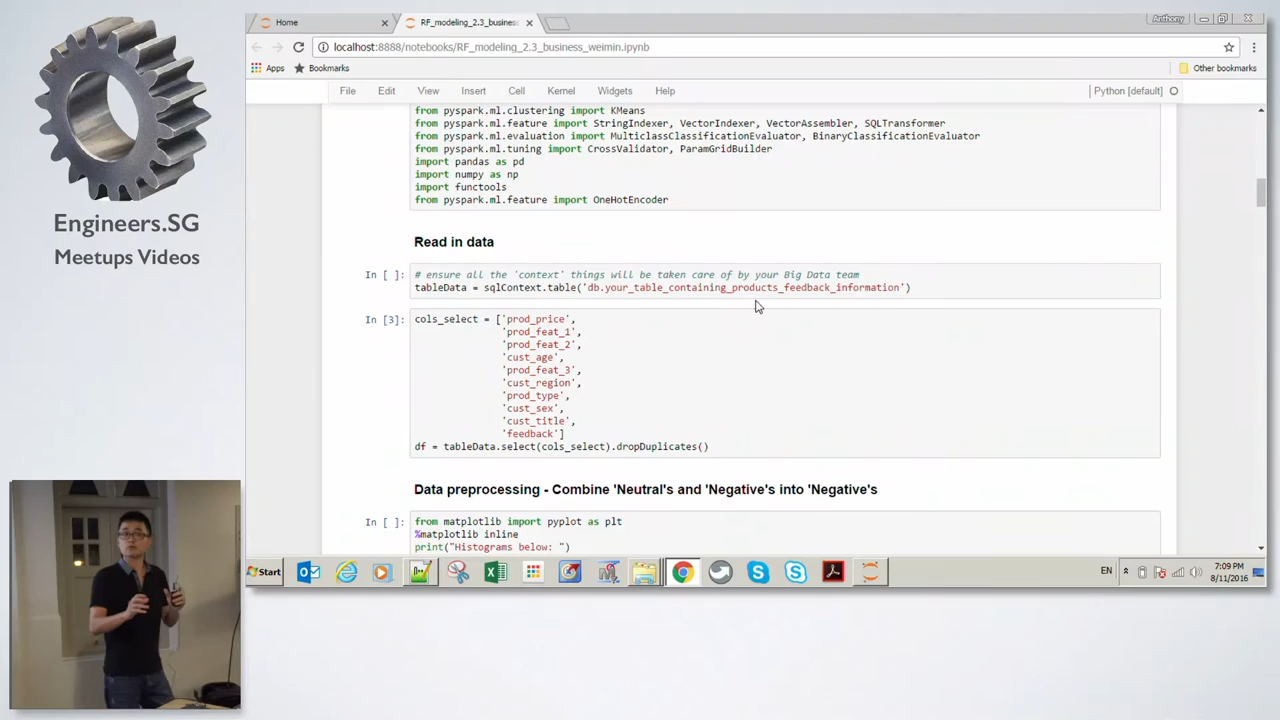 Engineers.SG
Meetups Videos
Home
RF_modeling_2.3_busines
Anthony
localhost:8888/notebooks/RF_modeling_2.3_business_weimin.ipynb
Apps
Bookmarks
Other bookmarks
File Edit View Insert Cell Kernel Widgets Help
Python [default]
from pyspark.ml.clustering import KMeans
from pyspark.ml.feature import StringIndexer, VectorIndexer, VectorAssembler, SQLTransformer
from pyspark.ml.evaluation import MulticlassClassificationEvaluator, BinaryClassificationEvaluator
from pyspark.ml.tuning import CrossValidator, ParamGridBuilder
import pandas as pd
import numpy as np
import functools
from pyspark.ml.feature import OneHotEncoder
Read in data
In [ ]:
# ensure all the 'context' things will be taken care of by your Big Data team
tableData = sqlContext.table('db.your_table_containing_products_feedback_information')
In [3]:
cols_select = ['prod_price',
'prod_feat_1',
'prod_feat_2',
'cust_age',
'prod_feat_3',
'cust_region',
'prod_type',
'cust_sex',
'cust_title',
'feedback']
df = tableData.select(cols_select).dropDuplicates()
Data preprocessing - Combine 'Neutral's and 'Negative's into 'Negative's
In [ ]:
from matplotlib import pyplot as plt
%matplotlib inline
print("Histograms below: ")
Start
EN
7:09 PM
8/11/2016